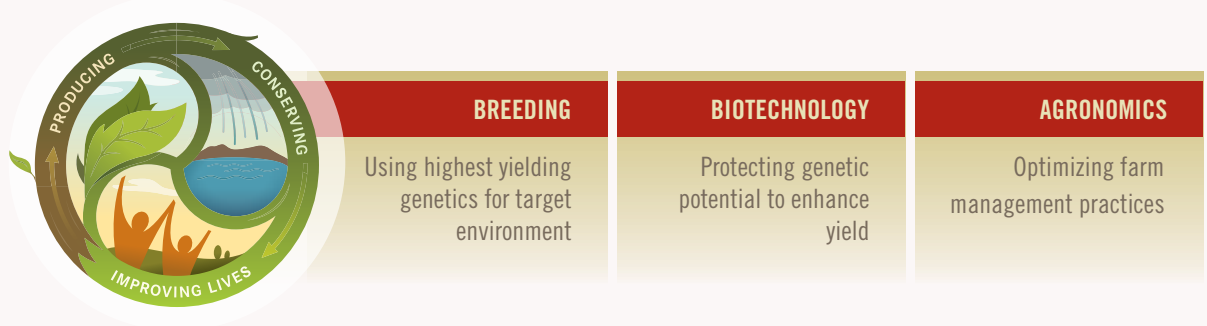 PRODUCING
CONSERVING
IMPROVING LIVES
BREEDING
Using highest yielding
genetics for target
environment
BIOTECHNOLOGY
Protecting genetic
potential to enhance
yield
AGRONOMICS
Optimizing farm
management practices